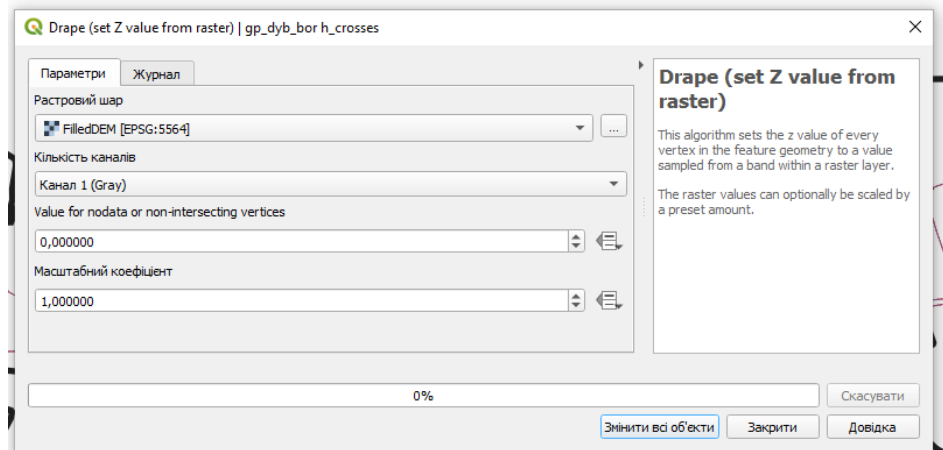 Drape (set Z value from raster) | gp_dyb_bor h_crosses
Параметри
Журнал
Растровий шар
FilledDEM [EPSG:5564]
...
Кількість каналів
Канал 1 (Gray)
Value for nodata or non-intersecting vertices
0,000000
Масштабний коефіцієнт
1,000000
Drape (set Z value from
raster)
This algorithm sets the z value of every
vertex in the feature geometry to a value
sampled from a band within a raster layer.
The raster values can optionally be scaled by
a preset amount.
0%
Скасувати
Змінити всі об'єкти
Закрити
Довідка